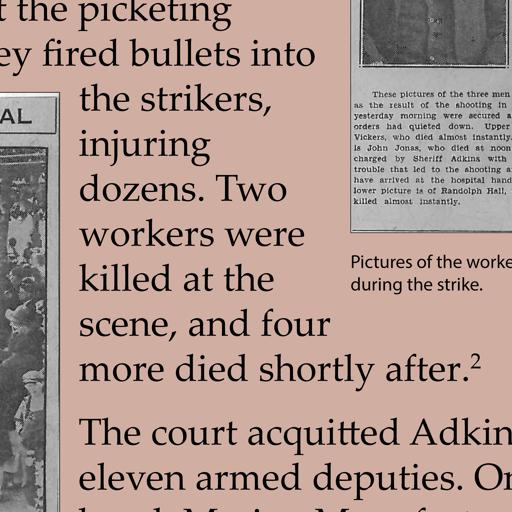 t the picketing
ey fired bullets into
the strikers,
injuring
dozens. Two
workers were
killed at the
scene, and four
more died shortly after.2
The court acquitted Adkin
eleven armed deputies. Or
AL
These pictures of the three men
as the result of the shooting in
yesterday morning were secured a
orders had quieted down. Upper
Vickers, who died almost instantly.
is John Jonas, who died at noon
charged by Sheriff Adkins with
trouble that led to the shooting a
have arrived at the hospital hand
lower picture is of Randolph Hall,
killed almost instantly.
Pictures of the worke
during the strike.